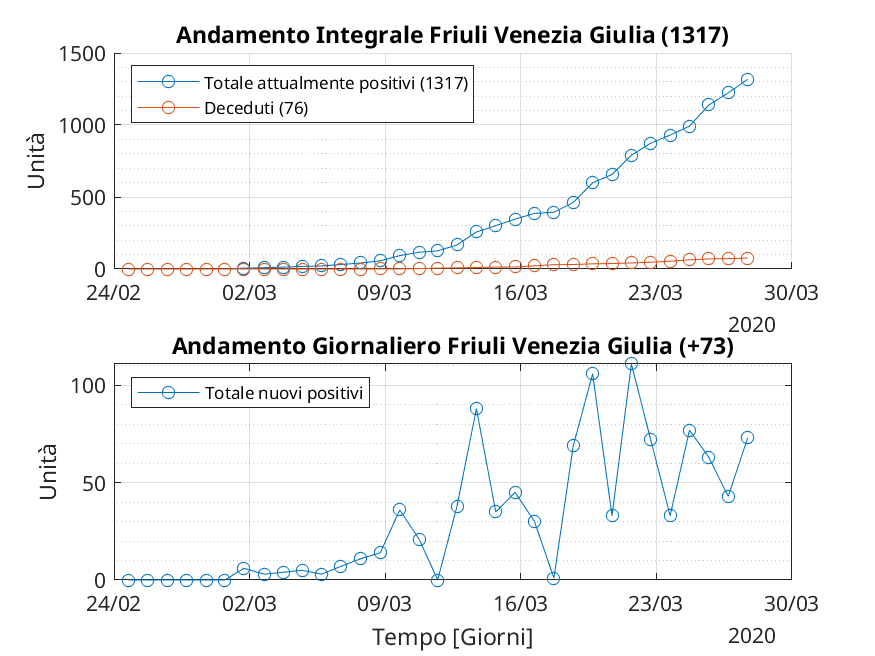 Andamento Integrale Friuli Venezia Giulia (1317)
1500
1000
500
0
Unità
Totale attualmente positivi (1317)
Deceduti (76)
24/02 02/03 09/03 16/03 23/03 30/03
2020
Andamento Giornaliero Friuli Venezia Giulia (+73)
100
50
0
Unità
Totale nuovi positivi
24/02 02/03 09/03 16/03 23/03 30/03
Tempo [Giorni]
2020